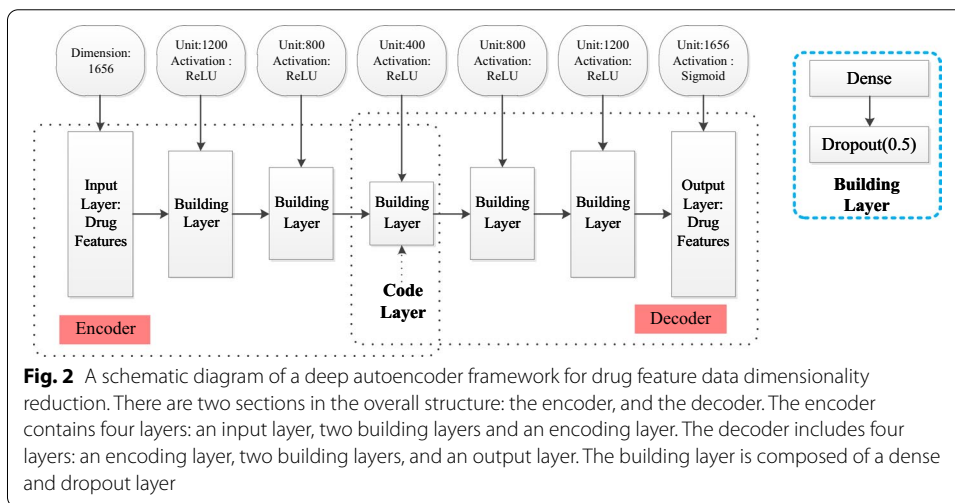 Dimension:
1656
Unit:1200
Activation :
ReLU
Unit:800
Activation:
ReLU
Unit:400
Activation:
ReLU
Unit:800
Activation:
ReLU
Unit:1200
Activation:
ReLU
Unit:1656
Activation :
Sigmoid
Input
Layer:
Drug
Features
Building
Layer
Building
Layer
Building
Layer
Building
Layer
Building
Layer
Output
Layer:
Drug
Features
Code
Layer
Encoder
Decoder
Dense
Dropout(0.5)
Building
Layer
Fig. 2 A schematic diagram of a deep autoencoder framework for drug feature data dimensionality
reduction. There are two sections in the overall structure: the encoder, and the decoder. The encoder
contains four layers: an input layer, two building layers and an encoding layer. The decoder includes four
layers: an encoding layer, two building layers, and an output layer. The building layer is composed of a dense
and dropout layer